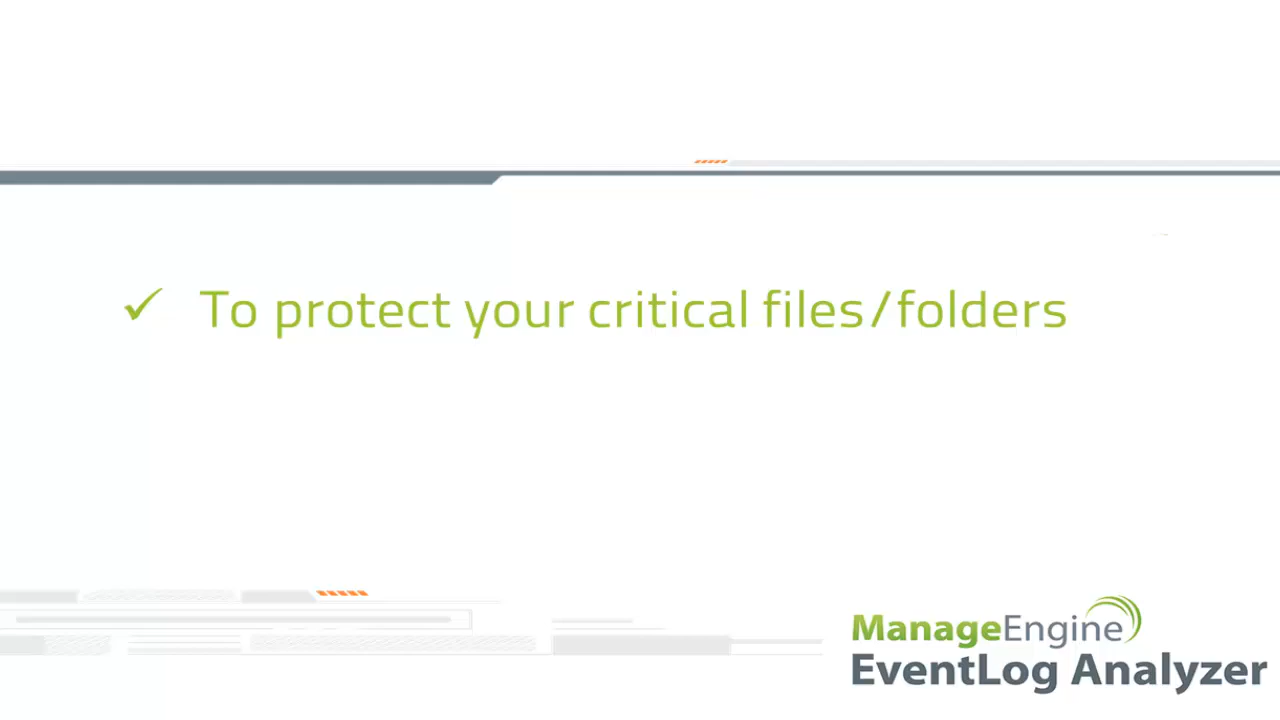 ✓ To protect your critical files/folders
ManageEngine
EventLog Analyzer